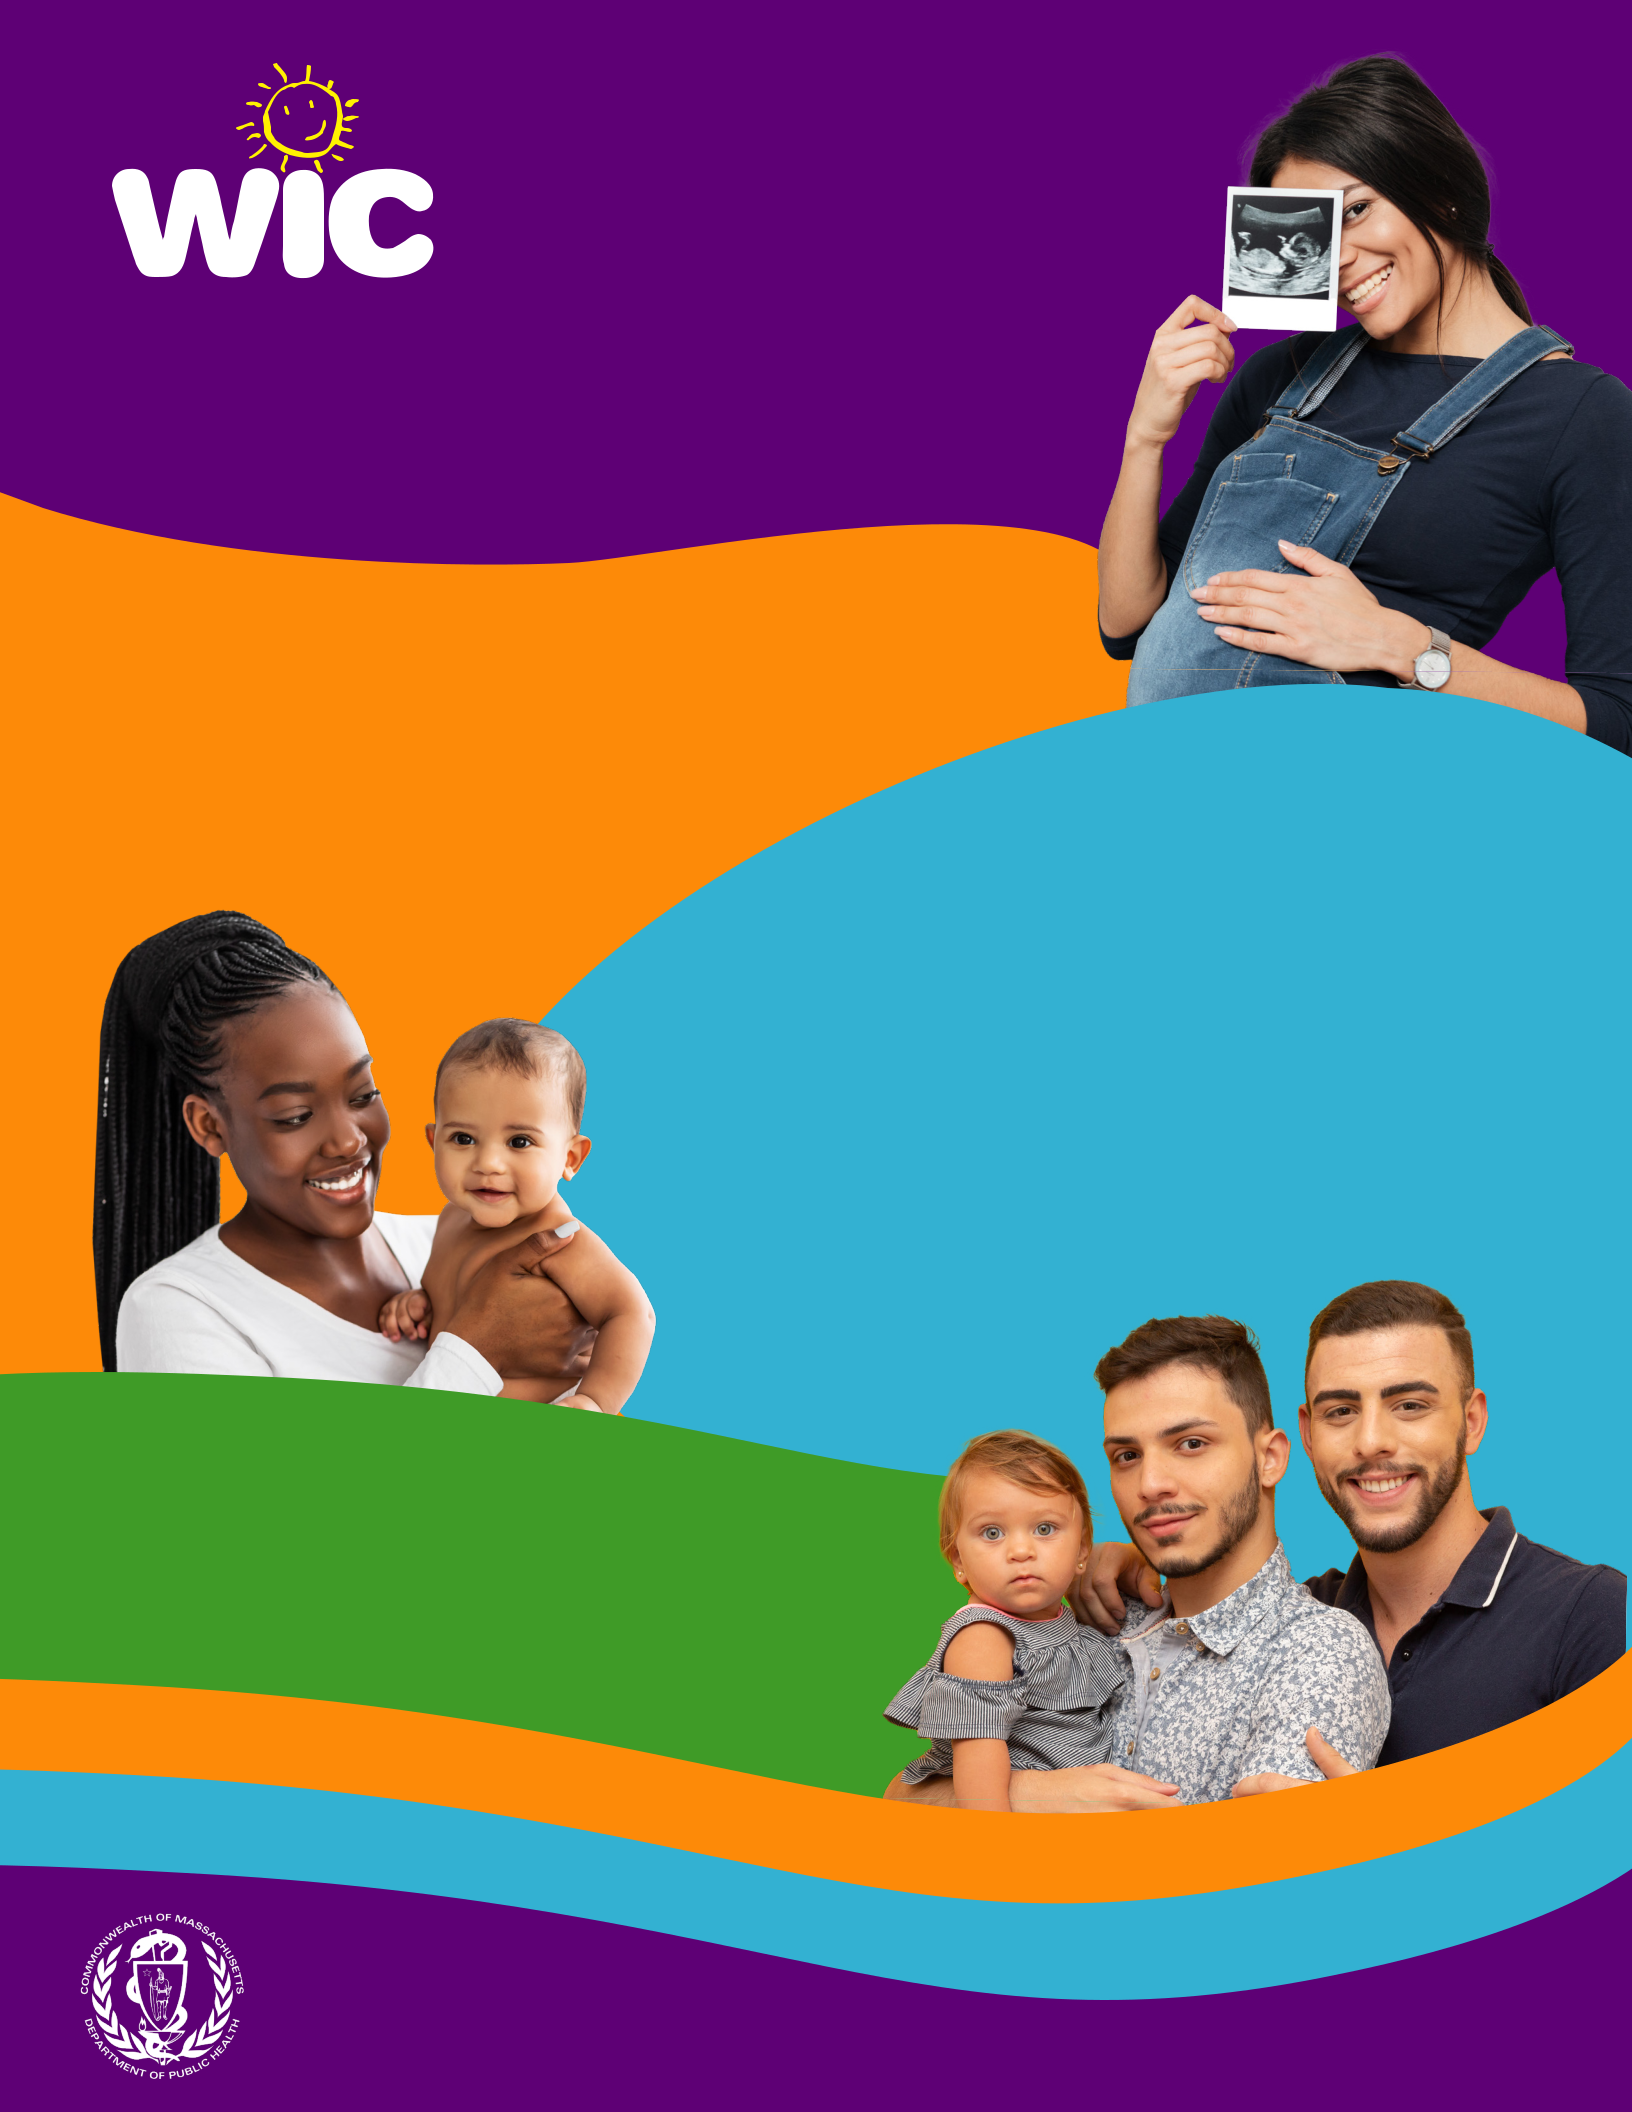 WIC
COMMONWEALTH OF MASSACHUSETTS
DEPARTMENT OF PUBLIC HEALTH